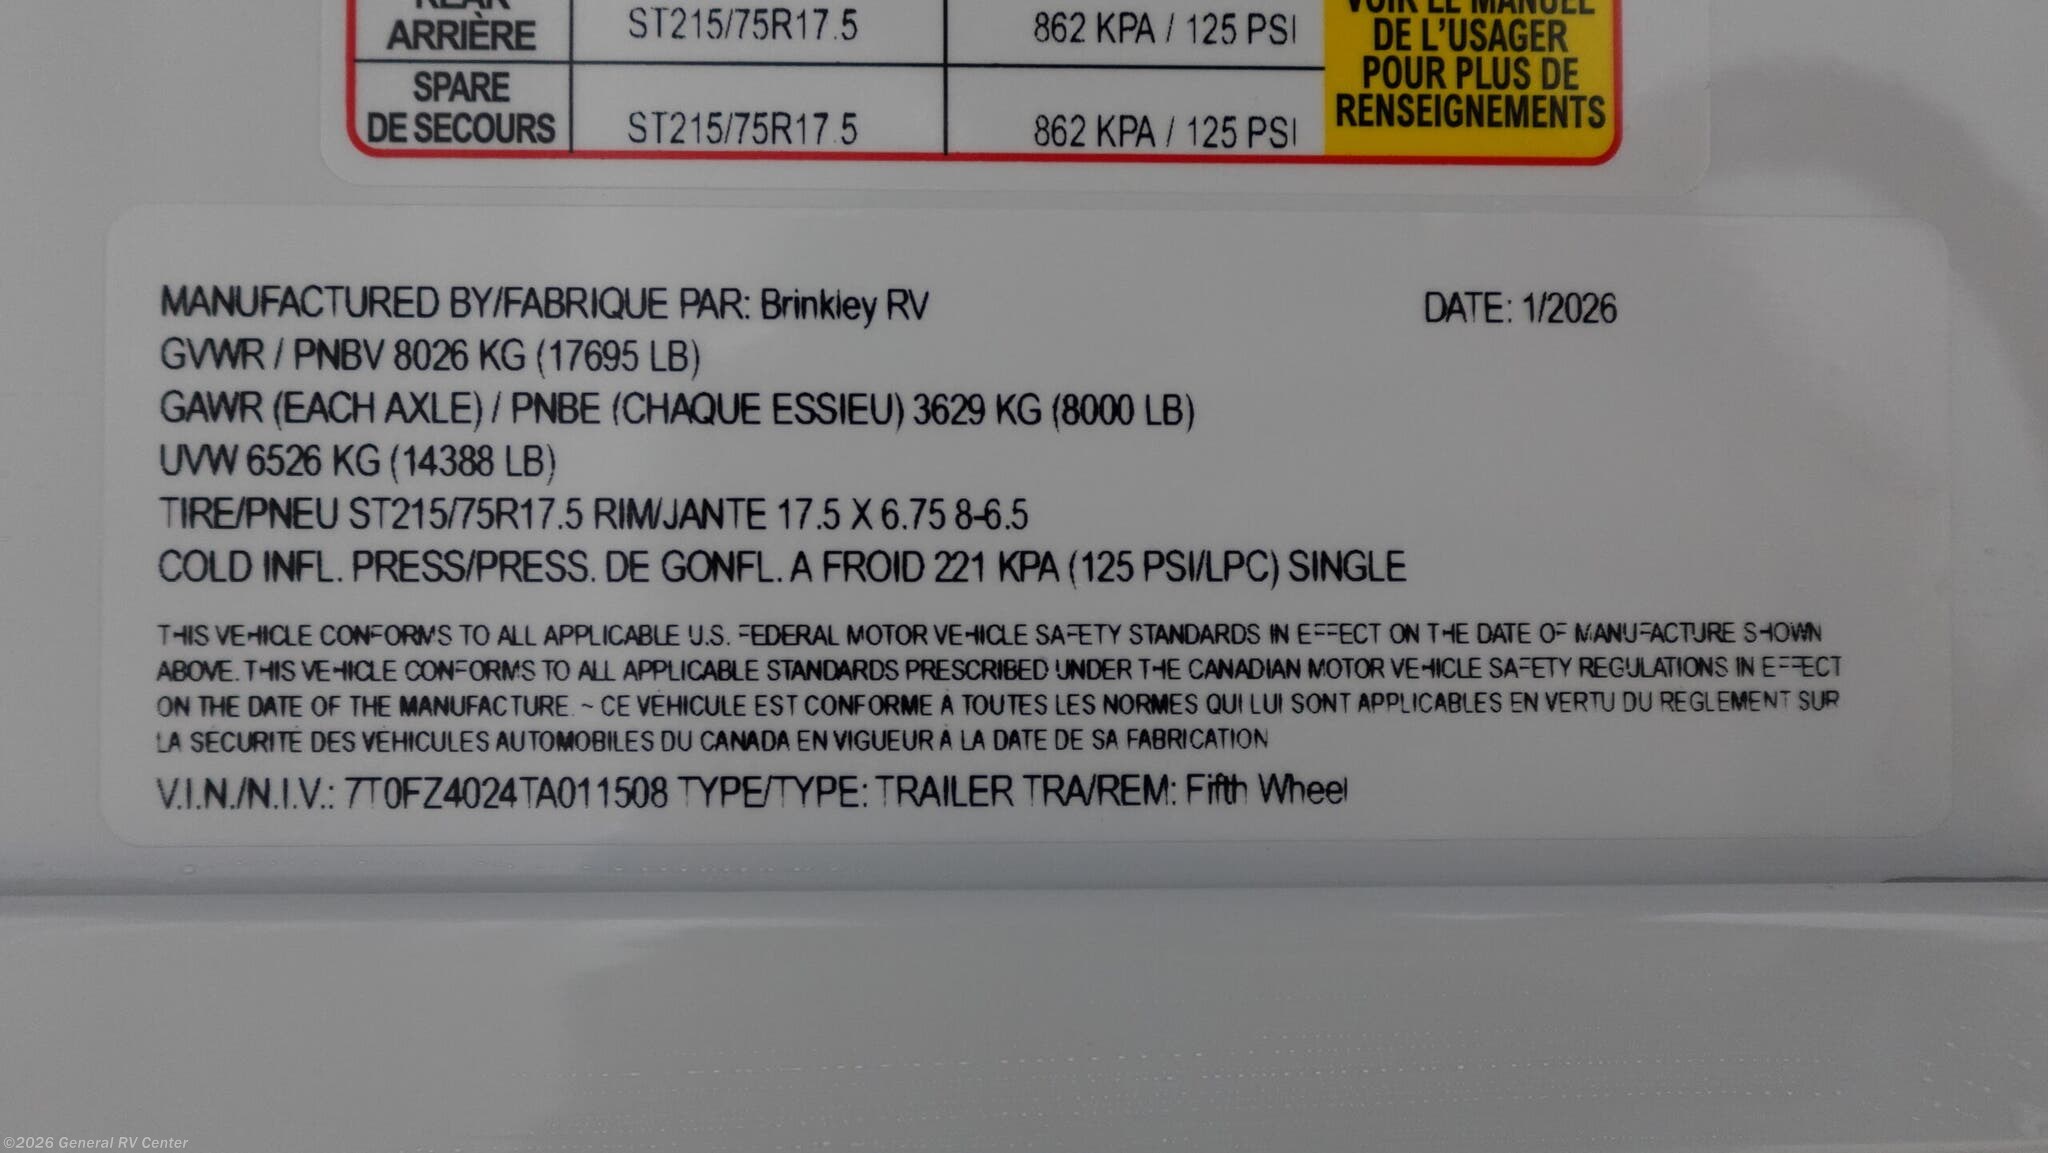 REAR
ARRIÈRE
ST215/75R17.5
862 KPA / 125 PSI
SPARE
DE SECOURS
ST215/75R17.5
862 KPA / 125 PSI
VOIR LE MANUEL
DE L'USAGER
POUR PLUS DE
RENSEIGNEMENTS
MANUFACTURED BY/FABRIQUE PAR: Brinkley RV
DATE: 1/2026
GVWR / PNBV 8026 KG (17695 LB)
GAWR (EACH AXLE) / PNBE (CHAQUE ESSIEU) 3629 KG (8000 LB)
UVW 6526 KG (14388 LB)
TIRE/PNEU ST215/75R17.5 RIM/JANTE 17.5 X 6.75 8-6.5
COLD INFL. PRESS/PRESS. DE GONFL. A FROID 221 KPA (125 PSI/LPC) SINGLE
THIS VEHICLE CONFORMS TO ALL APPLICABLE U.S. FEDERAL MOTOR VEHICLE SAFETY STANDARDS IN EFFECT ON THE DATE OF MANUFACTURE SHOWN
ABOVE. THIS VEHICLE CONFORMS TO ALL APPLICABLE STANDARDS PRESCRIBED UNDER THE CANADIAN MOTOR VEHICLE SAFETY REGULATIONS IN EFFECT
ON THE DATE OF THE MANUFACTURE. ~ CE VÉHICULE EST CONFORME À TOUTES LES NORMES QUI LUI SONT APPLICABLES EN VERTU DU RÈGLEMENT SUR
LA SÉCURITÉ DES VÉHICULES AUTOMOBILES DU CANADA EN VIGUEUR À LA DATE DE SA FABRICATION
V.I.N./N.I.V.: 7T0FZ4024TA011508 TYPE/TYPE: TRAILER TRA/REM: Fifth Wheel
©2026 General RV Center